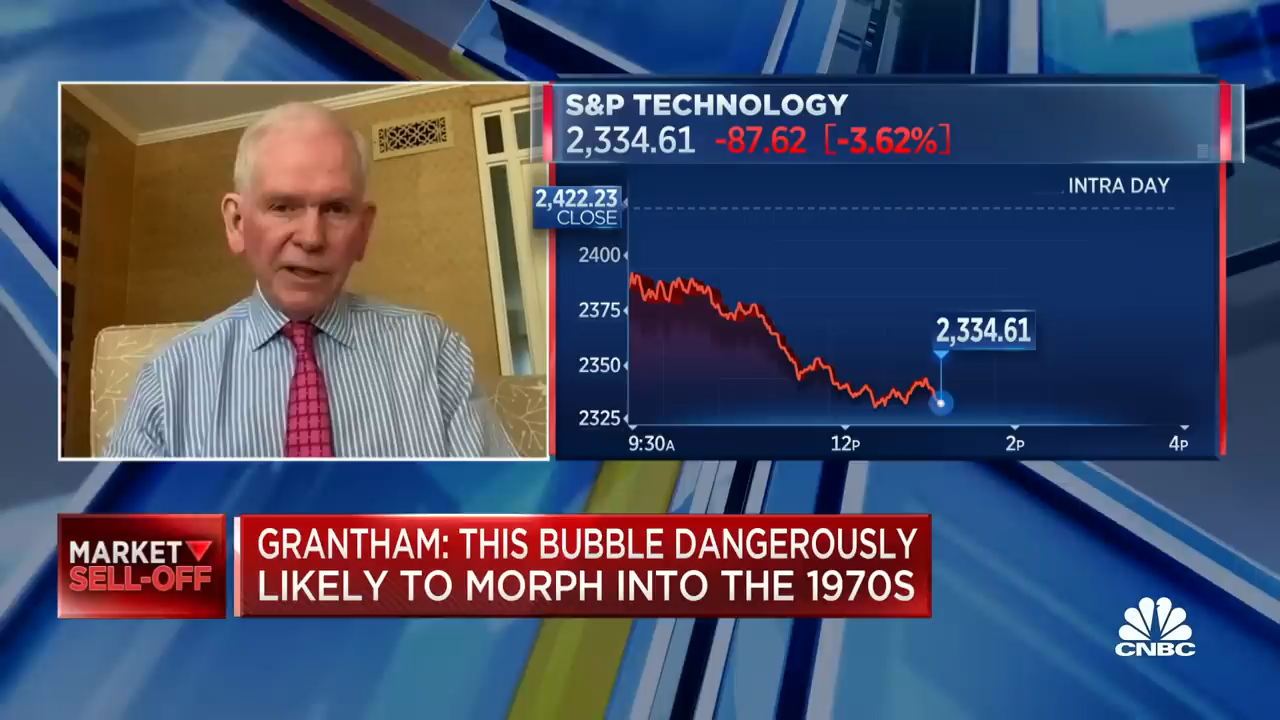 S&P TECHNOLOGY
2,334.61 -87.62 [-3.62%]
INTRA DAY
2,422.23
CLOSE
2400
2375
2350
2325
2,334.61
9:30A 12P 2P 4P
MARKET
SELL-OFF
GRANTHAM: THIS BUBBLE DANGEROUSLY
LIKELY TO MORPH INTO THE 1970S
CNBC